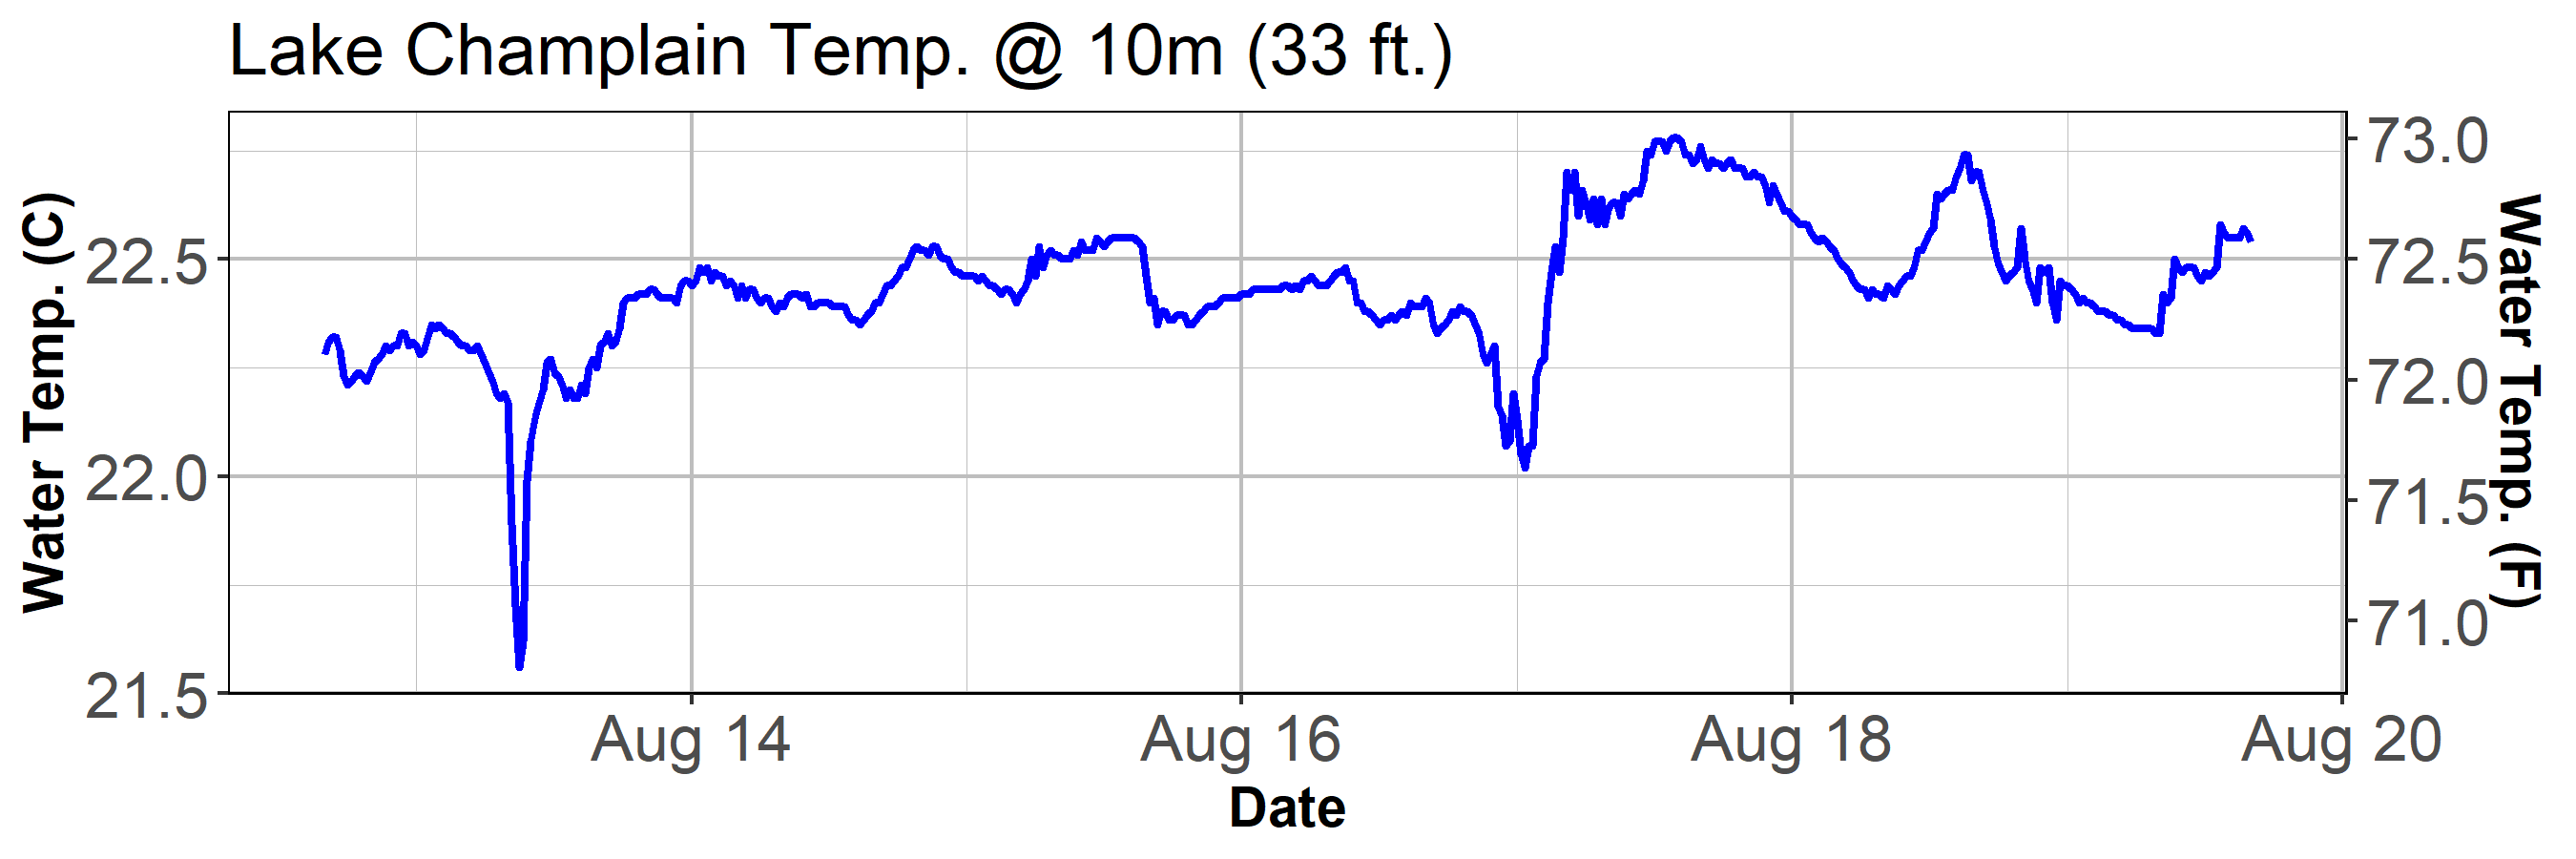 Lake Champlain Temp. @ 10m (33 ft.)
Water Temp. (C)
22.5
22.0
21.5
73.0
72.5
72.0
71.5
71.0
Water Temp. (F)
Aug 14 Aug 16 Aug 18 Aug 20
Date